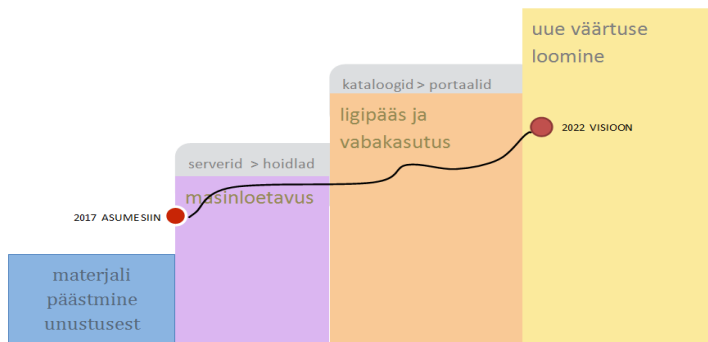 uue väärtuse
loomine
kataloogid > portaalid
ligipääs ja
vabakasutus
2022 VISIOON
serverid > hoidlad
masinloetavus
2017 ASUMESIIN
materjali
päästmine
unustusest